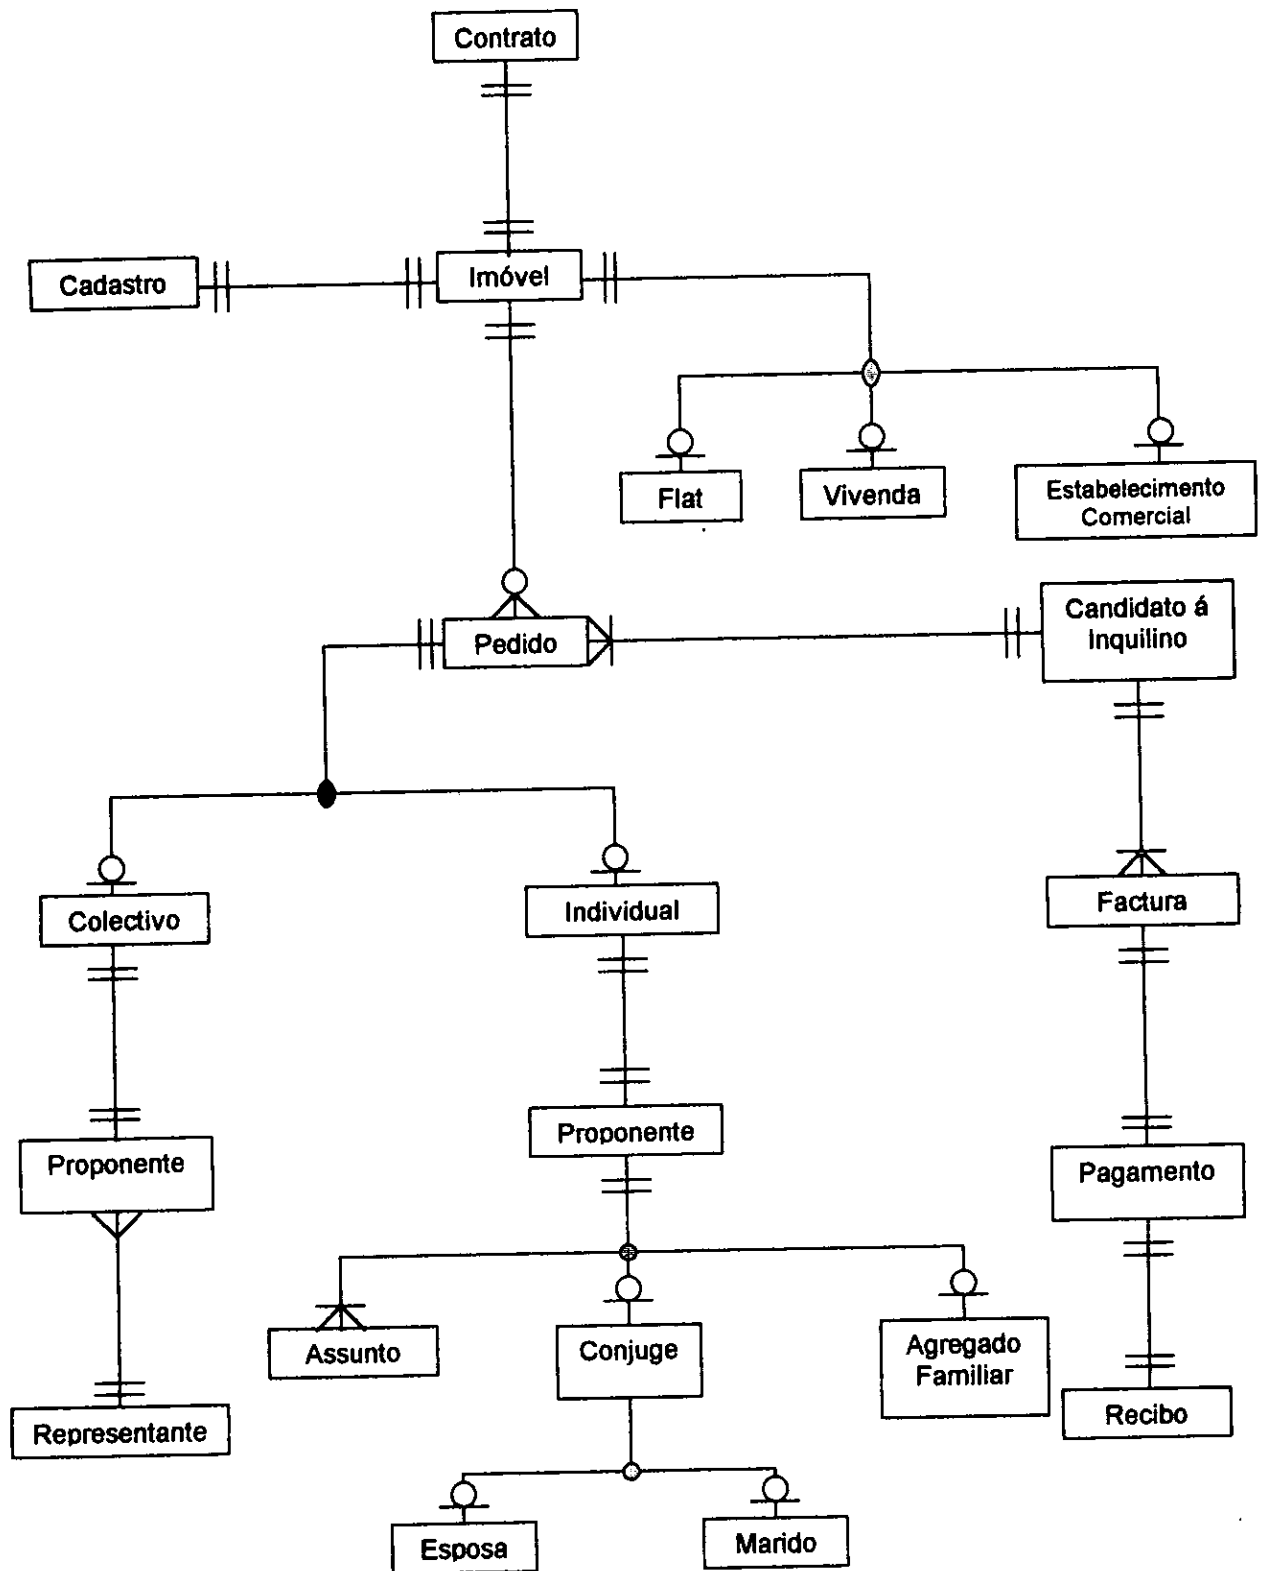 Contrato
Cadastro
Imóvel
Flat
Vivenda
Estabelecimento
Comercial
Pedido
Candidato á
Inquilino
Colectivo
Individual
Factura
Proponente
Proponente
Pagamento
Assunto
Conjuge
Agregado
Familiar
Representante
Recibo
Esposa
Marido